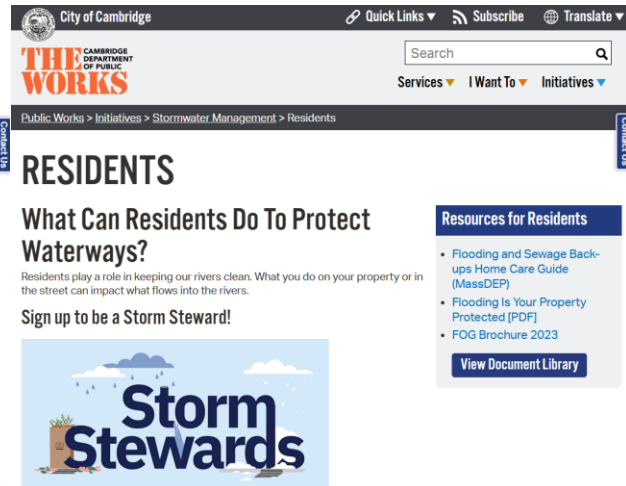 City of Cambridge
Quick Links ▾ Subscribe Translate ▾
THE WORKS
CAMBRIDGE
DEPARTMENT
OF PUBLIC
Search
Services ▾ I Want To ▾ Initiatives ▾
Public Works > Initiatives > Stormwater Management > Residents
Contact Us
Contact Us
RESIDENTS
What Can Residents Do To Protect
Waterways?
Residents play a role in keeping our rivers clean. What you do on your property or in
the street can impact what flows into the rivers.
Sign up to be a Storm Steward!
Storm
Stewards
Resources for Residents
• Flooding and Sewage Back-
ups Home Care Guide
(MassDEP)
• Flooding Is Your Property
Protected [PDF]
• FOG Brochure 2023
View Document Library